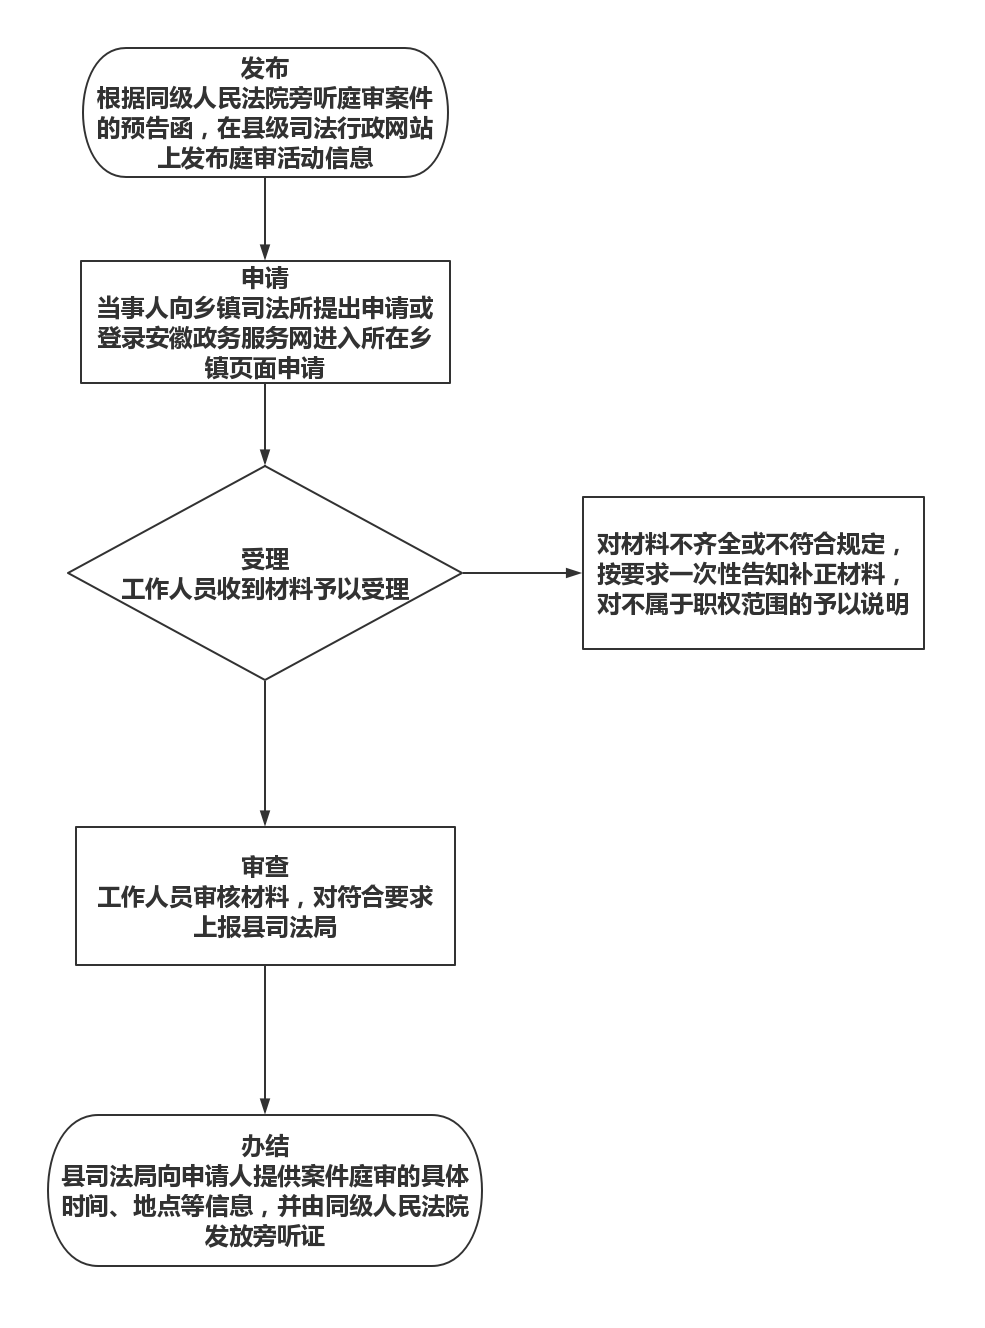 发布
根据同级人民法院旁听庭审案件
的预告函，在县级司法行政网站
上发布庭审活动信息
申请
当事人向乡镇司法所提出申请或
登录安徽政务服务网进入所在乡
镇页面申请
受理
工作人员收到材料予以受理
对材料不齐全或不符合规定，
按要求一次性告知补正材料，
对不属于职权范围的予以说明
审查
工作人员审核材料，对符合要求
上报县司法局
办结
县司法局向申请人提供案件庭审的具体
时间、地点等信息，并由同级人民法院
发放旁听证